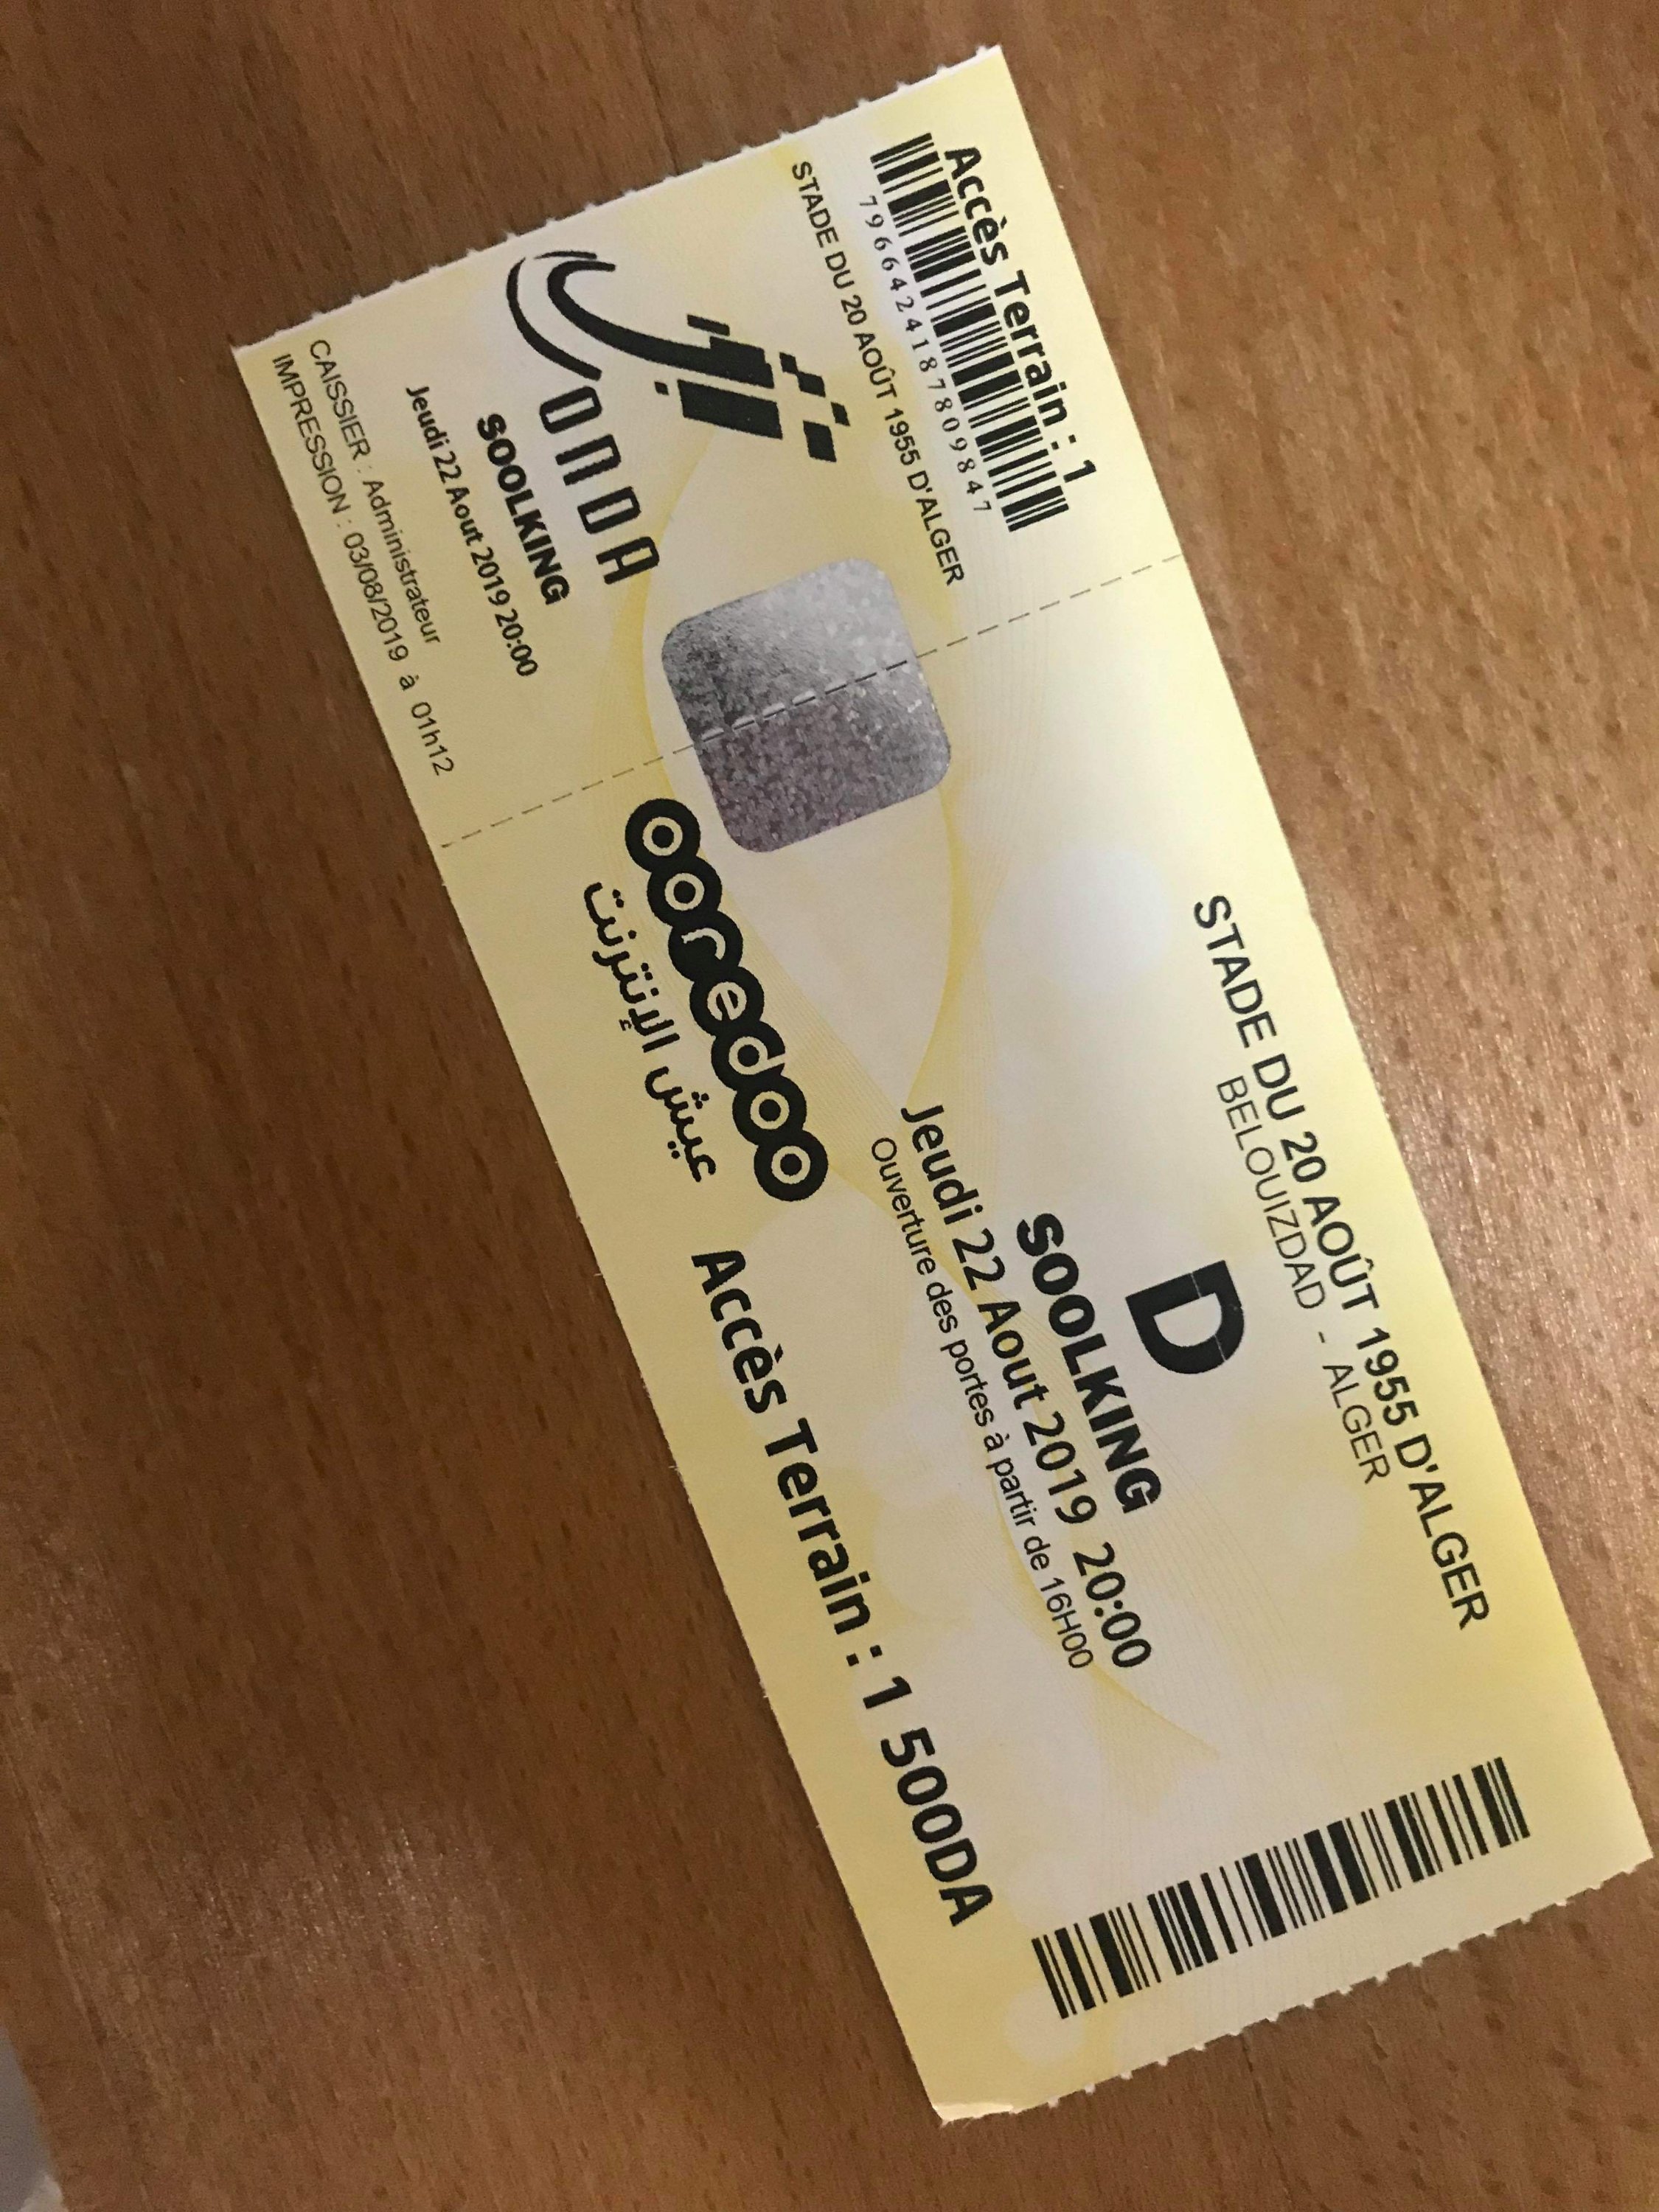 Accès Terrain : 1
7966424187809847
STADE DU 20 AOÛT 1955 D'ALGER
ONDA
SOOLKING
Jeudi 22 Aout 2019 20:00
CAISSIER : Administrateur
IMPRESSION : 03/08/2019 à 01h12
STADE DU 20 AOÛT 1955 D'ALGER
BELOUIZDAD - ALGER
D
SOOLKING
Jeudi 22 Aout 2019 20:00
Ouverture des portes à partir de 16H00
ooredoo
عيش الإنترنت
Accès Terrain : 1 500DA